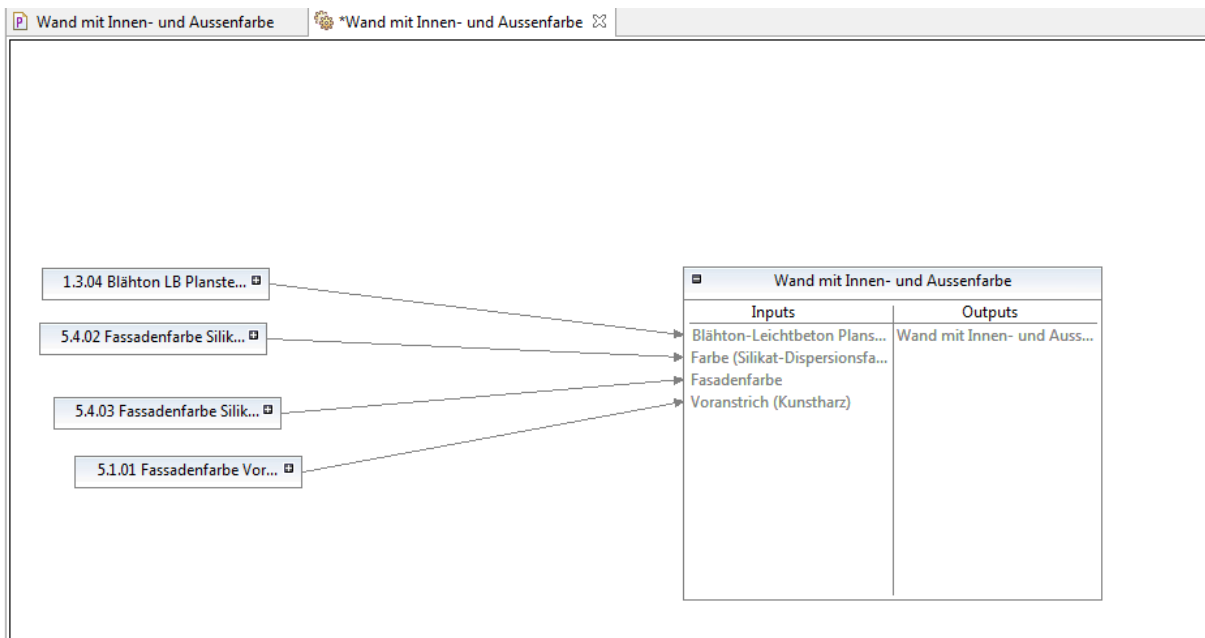 P Wand mit Innen- und Aussenfarbe
*Wand mit Innen- und Aussenfarbe
1.3.04 Blähton LB Planste...
5.4.02 Fassadenfarbe Silik...
5.4.03 Fassadenfarbe Silik...
5.1.01 Fassadenfarbe Vor...
Wand mit Innen- und Aussenfarbe
Inputs Outputs
Blähton-Leichtbeton Plans... Wand mit Innen- und Auss...
Farbe (Silikat-Dispersionsfa...
Fasadenfarbe
Voranstrich (Kunstharz)